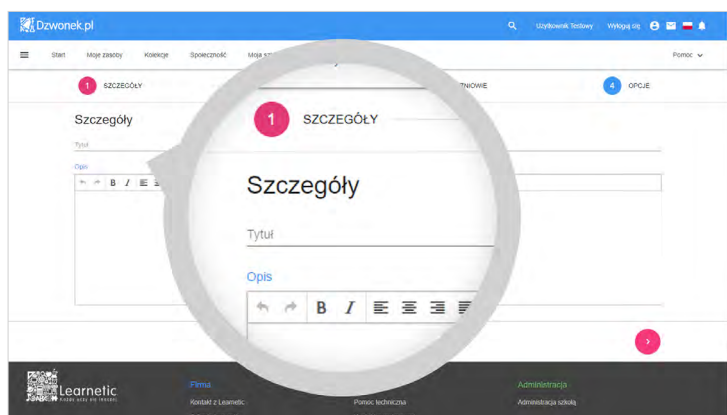 Dzwonek.pl
Użytkownik Testowy
Wyloguj się
Start
Moje zasoby
Kolekcje
Społeczność
Pomoc
1 SZCZEGÓŁY
4 OPCJE
Szczegóły
Tytuł
Opis
B I
1 SZCZEGÓŁY
Szczegóły
Tytuł
Opis
B I
Learnetic
Firma
Administracja
Kontakt z Learnetic
Pomoc techniczna
Administracja szkołą